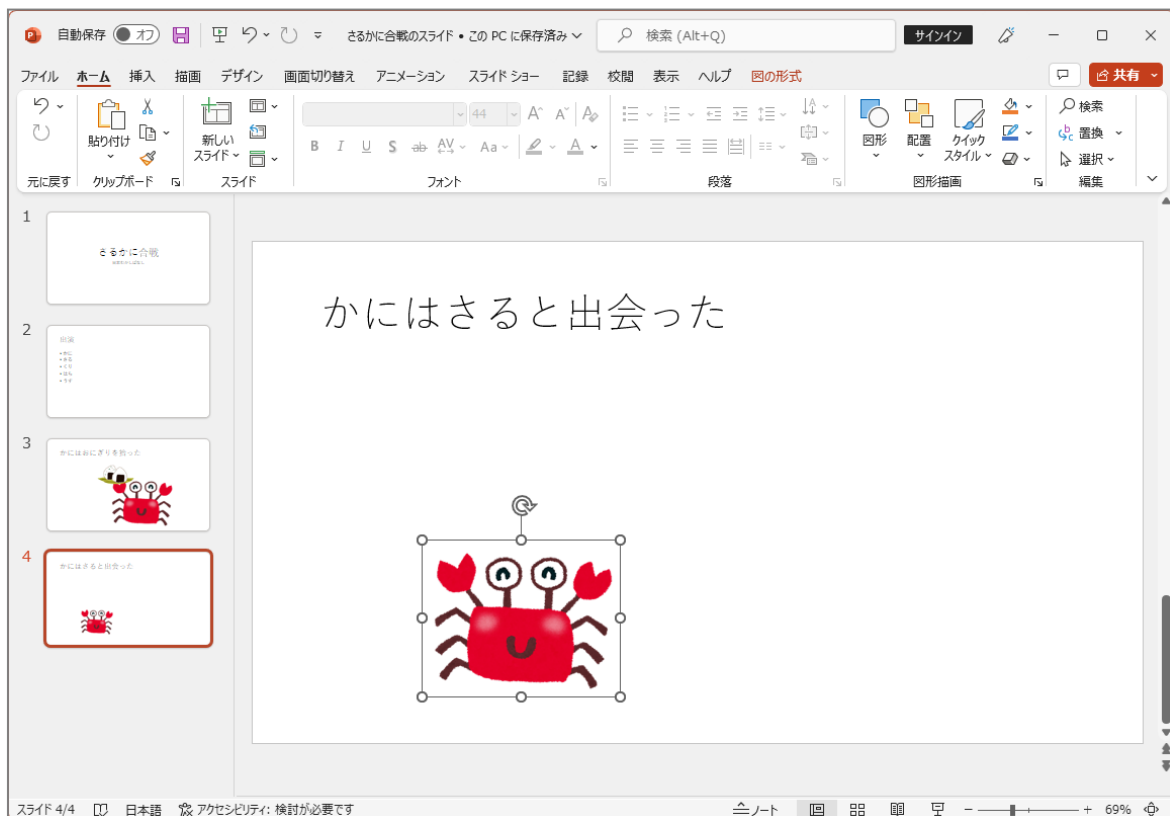 自動保存 オフ さるかに合戦のスライド • この PC に保存済み 検索 (Alt+Q) サインイン
ファイル ホーム 挿入 描画 デザイン 画面切り替え アニメーション スライド ショー 記録 校閲 表示 ヘルプ 図の形式 共有
貼り付け 新しい スライド 44 図形 配置 クイック スタイル 検索 置換 選択
B I U S ab AV Aa A
元に戻す クリップボード スライド フォント 段落 図形描画 編集
1
さるかに合戦
2
出演
3
かにはおにぎりを拾った
4
かにはさると出会った
かにはさると出会った
スライド 4/4 日本語 アクセシビリティ: 検討が必要です ノート 69%